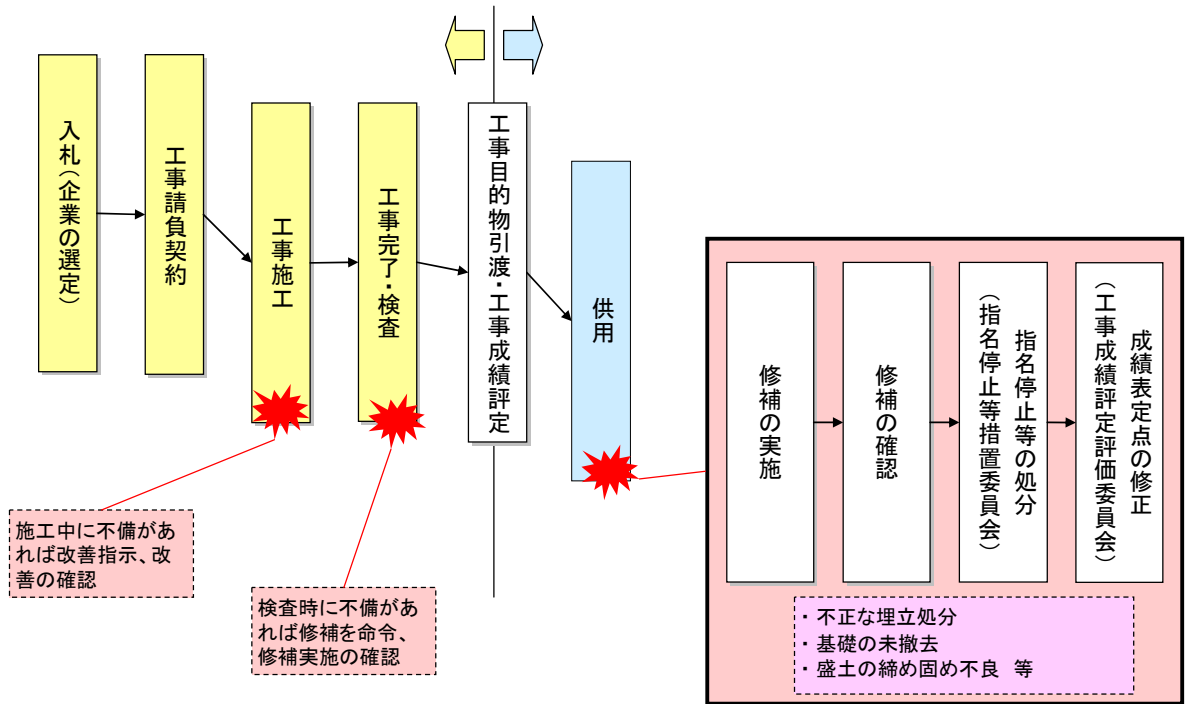 入札（企業の選定）
工事請負契約
工事施工
工事完了・検査
工事目的物引渡・工事成績評定
供用
修補の実施
修補の確認
指名停止等の処分
（指名停止等措置委員会）
成績表定点の修正
（工事成績評定評価委員会）
施工中に不備があ
れば改善指示、改
善の確認
検査時に不備があ
れば修補を命令、
修補実施の確認
・不正な埋立処分
・基礎の未撤去
・盛土の締め固め不良 等